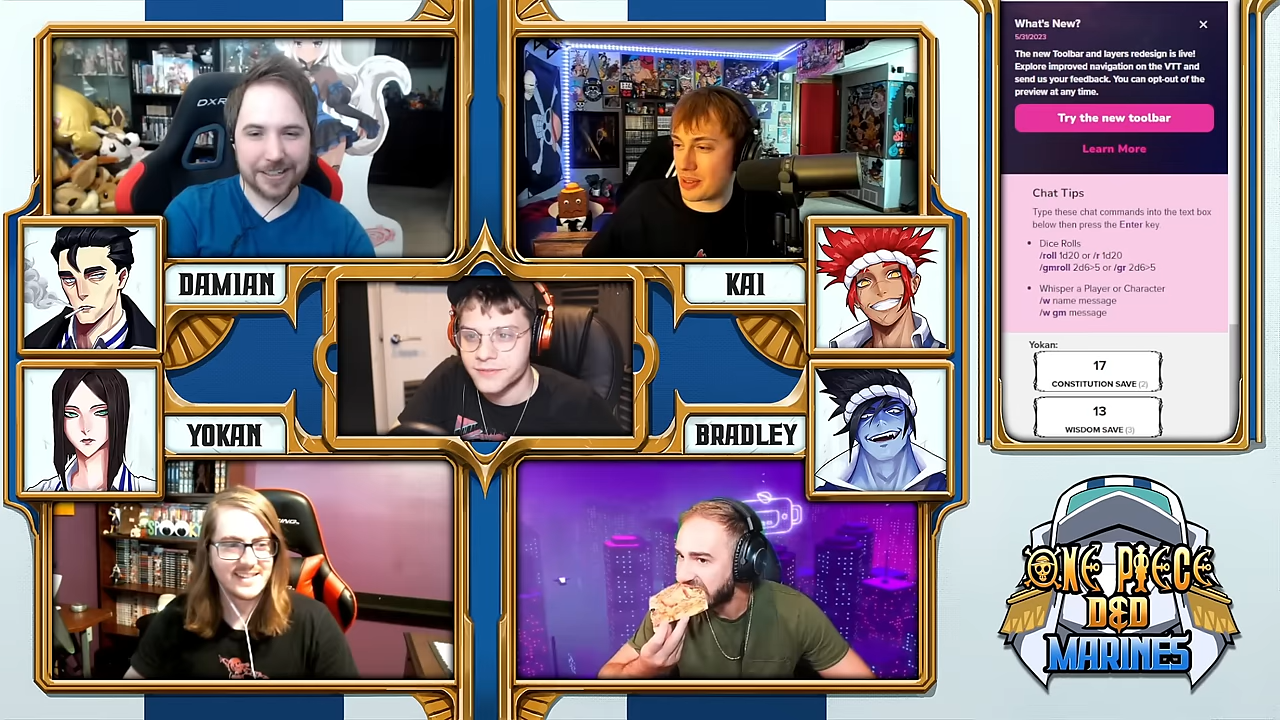 DXR
DAMIAN
KAI
YOKAN
BRADLEY
SPOOKY
What's New?
5/31/2023
The new Toolbar and layers redesign is live!
Explore improved navigation on the VTT and
send us your feedback. You can opt-out of the
preview at any time.
Try the new toolbar
Learn More
Chat Tips
Type these chat commands into the text box
below then press the Enter key
Dice Rolls
/roll 1d20 or /r 1d20
/gmroll 2d6>5 or /gr 2d6>5
Whisper a Player or Character
/w name message
/w gm message
Yokan:
17
CONSTITUTION SAVE (2)
13
WISDOM SAVE (3)
ONE PIECE
D&D
MARINES